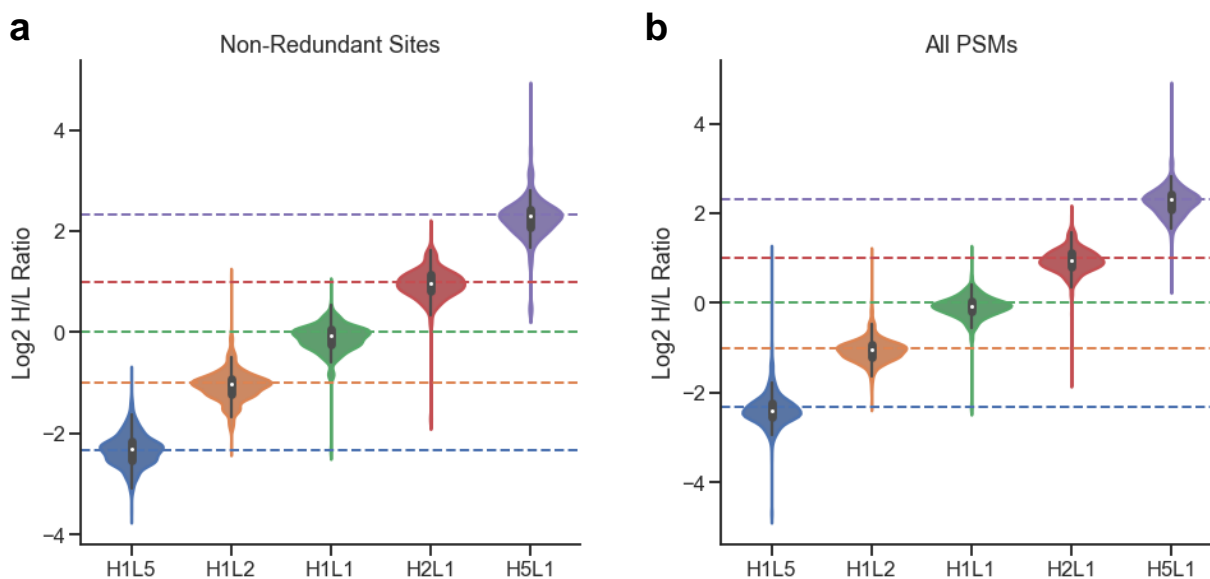 a
Non-Redundant Sites
Log2 H/L Ratio
4
2
0
−2
−4
H1L5 H1L2 H1L1 H2L1 H5L1
b
All PSMs
Log2 H/L Ratio
4
2
0
−2
−4
H1L5 H1L2 H1L1 H2L1 H5L1